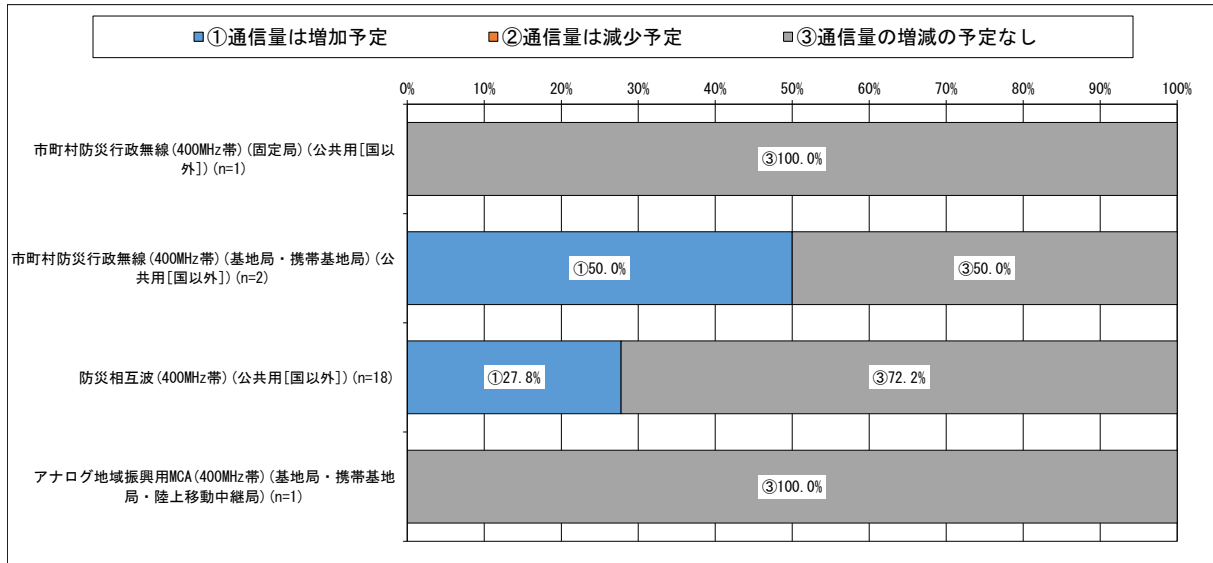 ①通信量は増加予定 ②通信量は減少予定 ③通信量の増減の予定なし
0% 10% 20% 30% 40% 50% 60% 70% 80% 90% 100%
市町村防災行政無線(400MHz帯)(固定局)(公共用[国以
外])(n=1)
③100.0%
市町村防災行政無線(400MHz帯)(基地局・携帯基地局)(公
共用[国以外])(n=2)
①50.0% ③50.0%
防災相互波(400MHz帯)(公共用[国以外])(n=18)
①27.8% ③72.2%
アナログ地域振興用MCA(400MHz帯)(基地局・携帯基地
局・陸上移動中継局)(n=1)
③100.0%